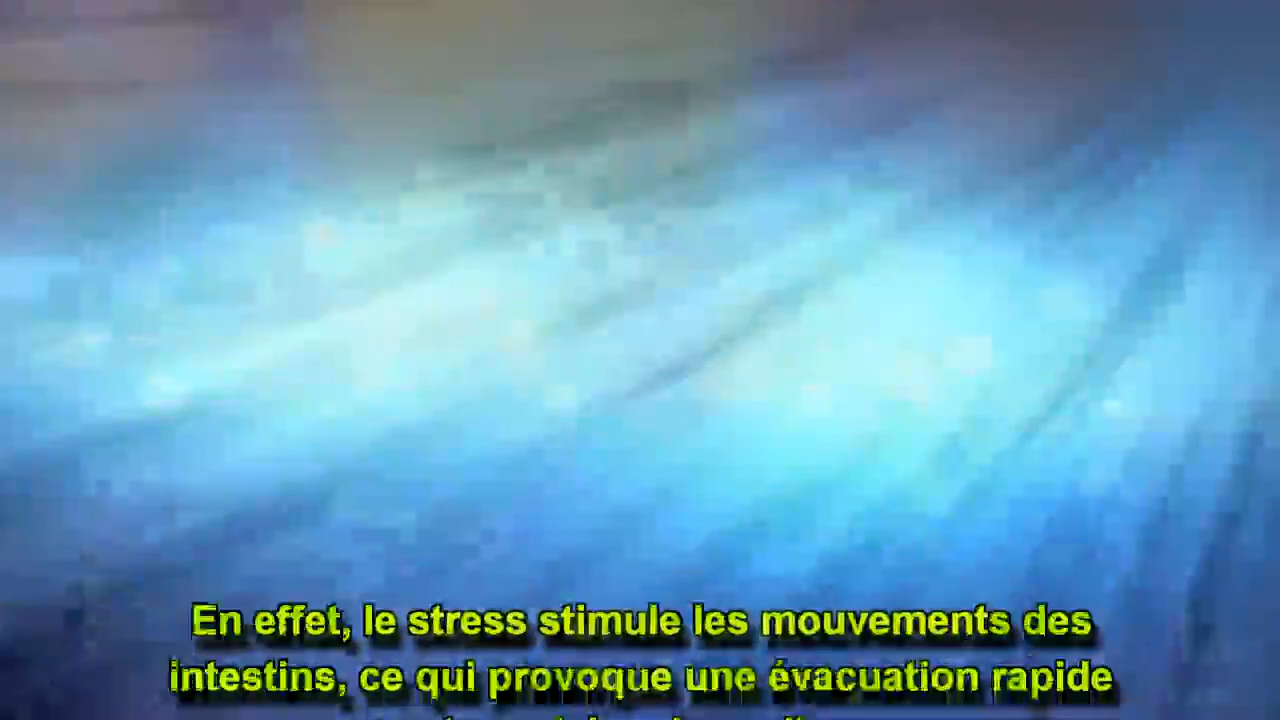 En effet, le stress stimule les mouvements des
intestins, ce qui provoque une évacuation rapide